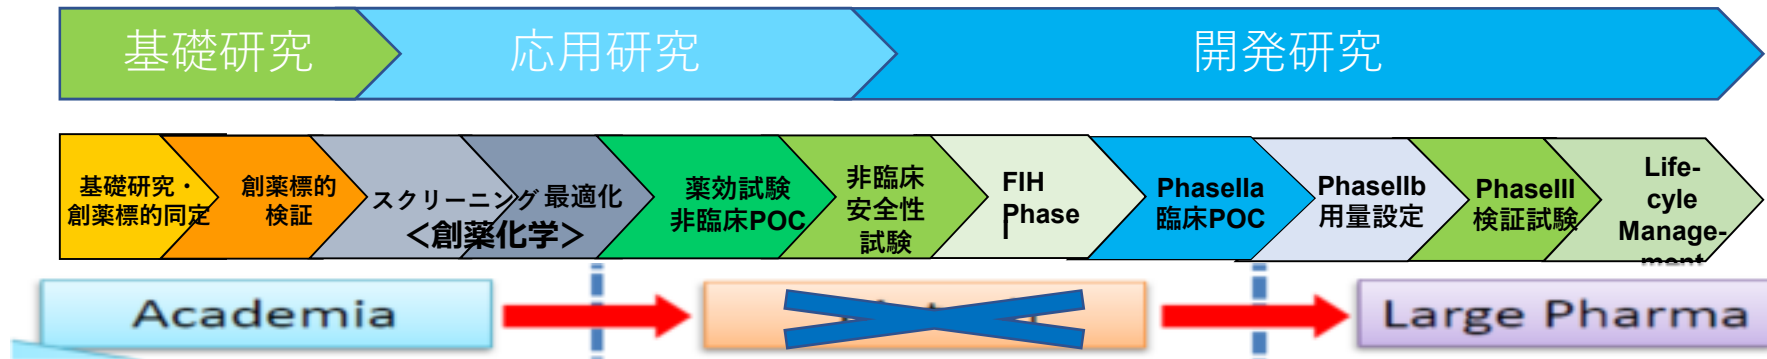 基礎研究
応用研究
開発研究
基礎研究・
創薬標的同定
創薬標的
検証
スクリーニング
最適化
<創薬化学>
薬効試験
非臨床POC
非臨床
安全性
試験
FIH
Phase
I
PhaseIIa
臨床POC
PhaseIIb
用量設定
PhaseIII
検証試験
Life-
cyle
Manage-
ment
Academia
Large Pharma